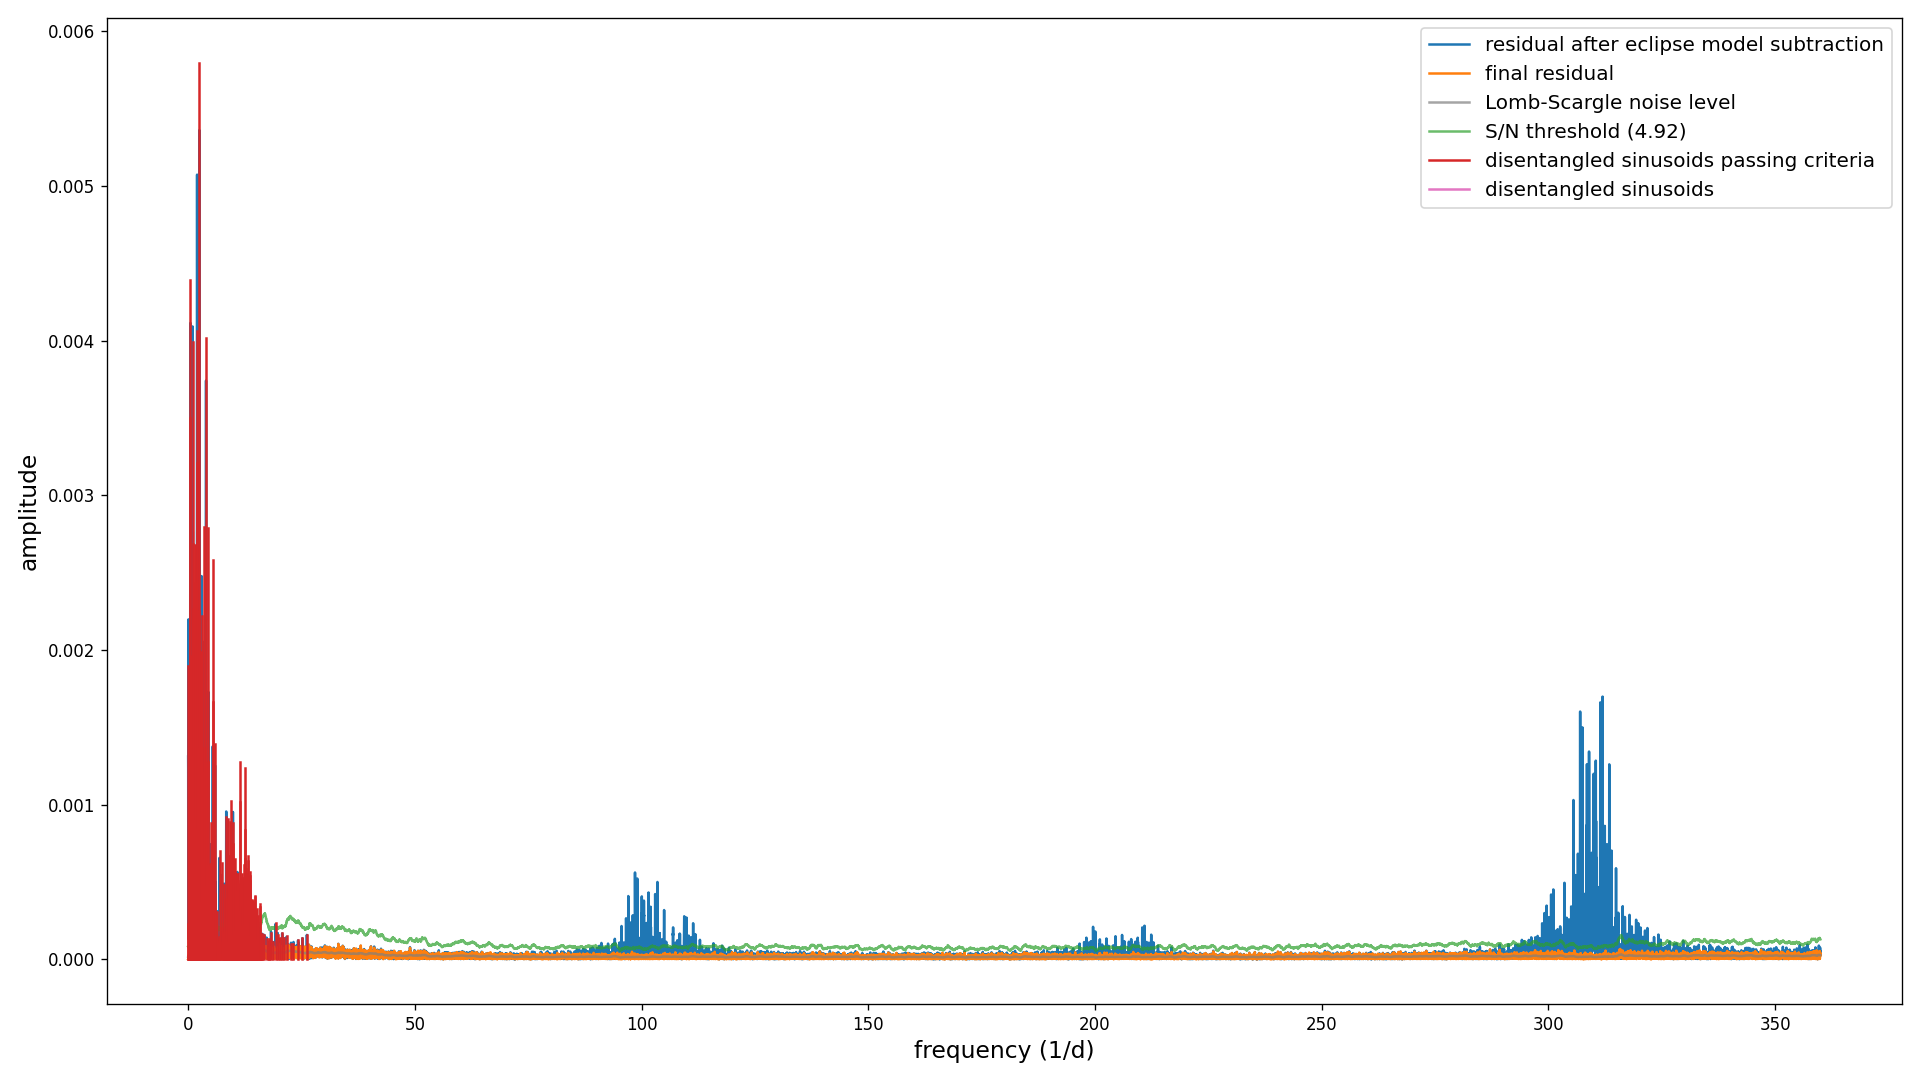 0.006
0.005
0.004
0.003
0.002
0.001
0.000
amplitude
0
50
100
150
200
250
300
350
frequency (1/d)
residual after eclipse model subtraction
final residual
Lomb-Scargle noise level
S/N threshold (4.92)
disentangled sinusoids passing criteria
disentangled sinusoids